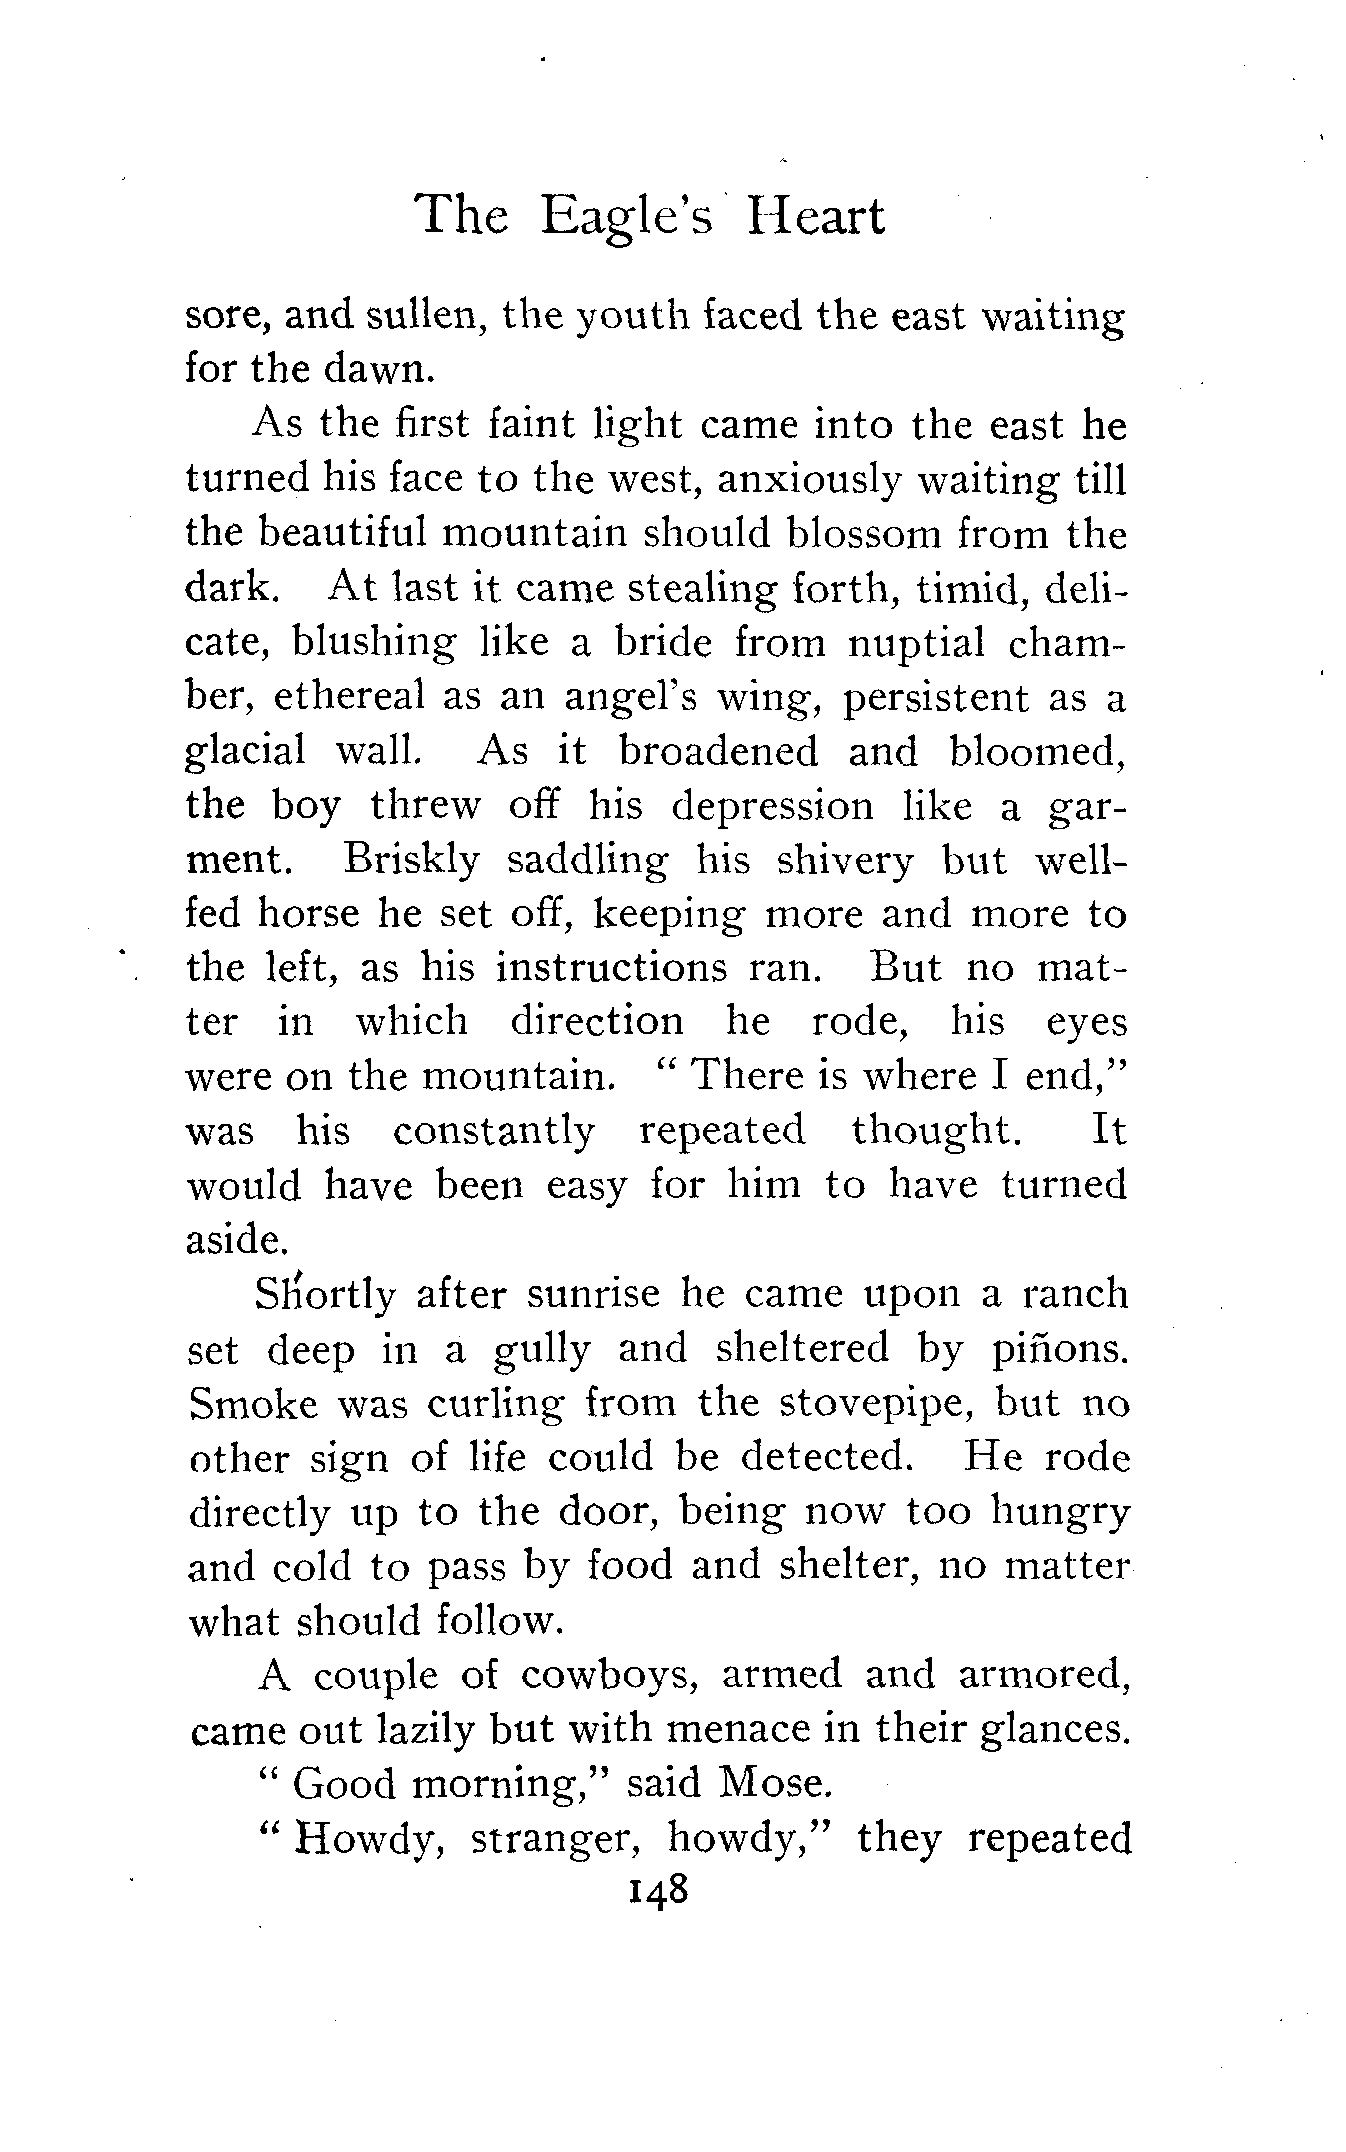 The Eagle's Heart
sore, and sullen, the youth faced the east waiting
for the dawn.
As the first faint light came into the east he
turned his face to the west, anxiously waiting till
the beautiful mountain should blossom from the
dark. At last it came stealing forth, timid, deli-
cate, blushing like a bride from nuptial cham-
ber, ethereal as an angel's wing, persistent as a
glacial wall. As it broadened and bloomed,
the boy threw off his depression like a gar-
ment. Briskly saddling his shivery but well-
fed horse he set off, keeping more and more to
the left, as his instructions ran. But no mat-
ter in which direction he rode, his eyes
were on the mountain. " There is where I end,"
was his constantly repeated thought. It
would have been easy for him to have turned
aside.
Shortly after sunrise he came upon a ranch
set deep in a gully and sheltered by piñons.
Smoke was curling from the stovepipe, but no
other sign of life could be detected. He rode
directly up to the door, being now too hungry
and cold to pass by food and shelter, no matter
what should follow.
A couple of cowboys, armed and armored,
came out lazily but with menace in their glances.
" Good morning," said Mose.
" Howdy, stranger, howdy," they repeated
148